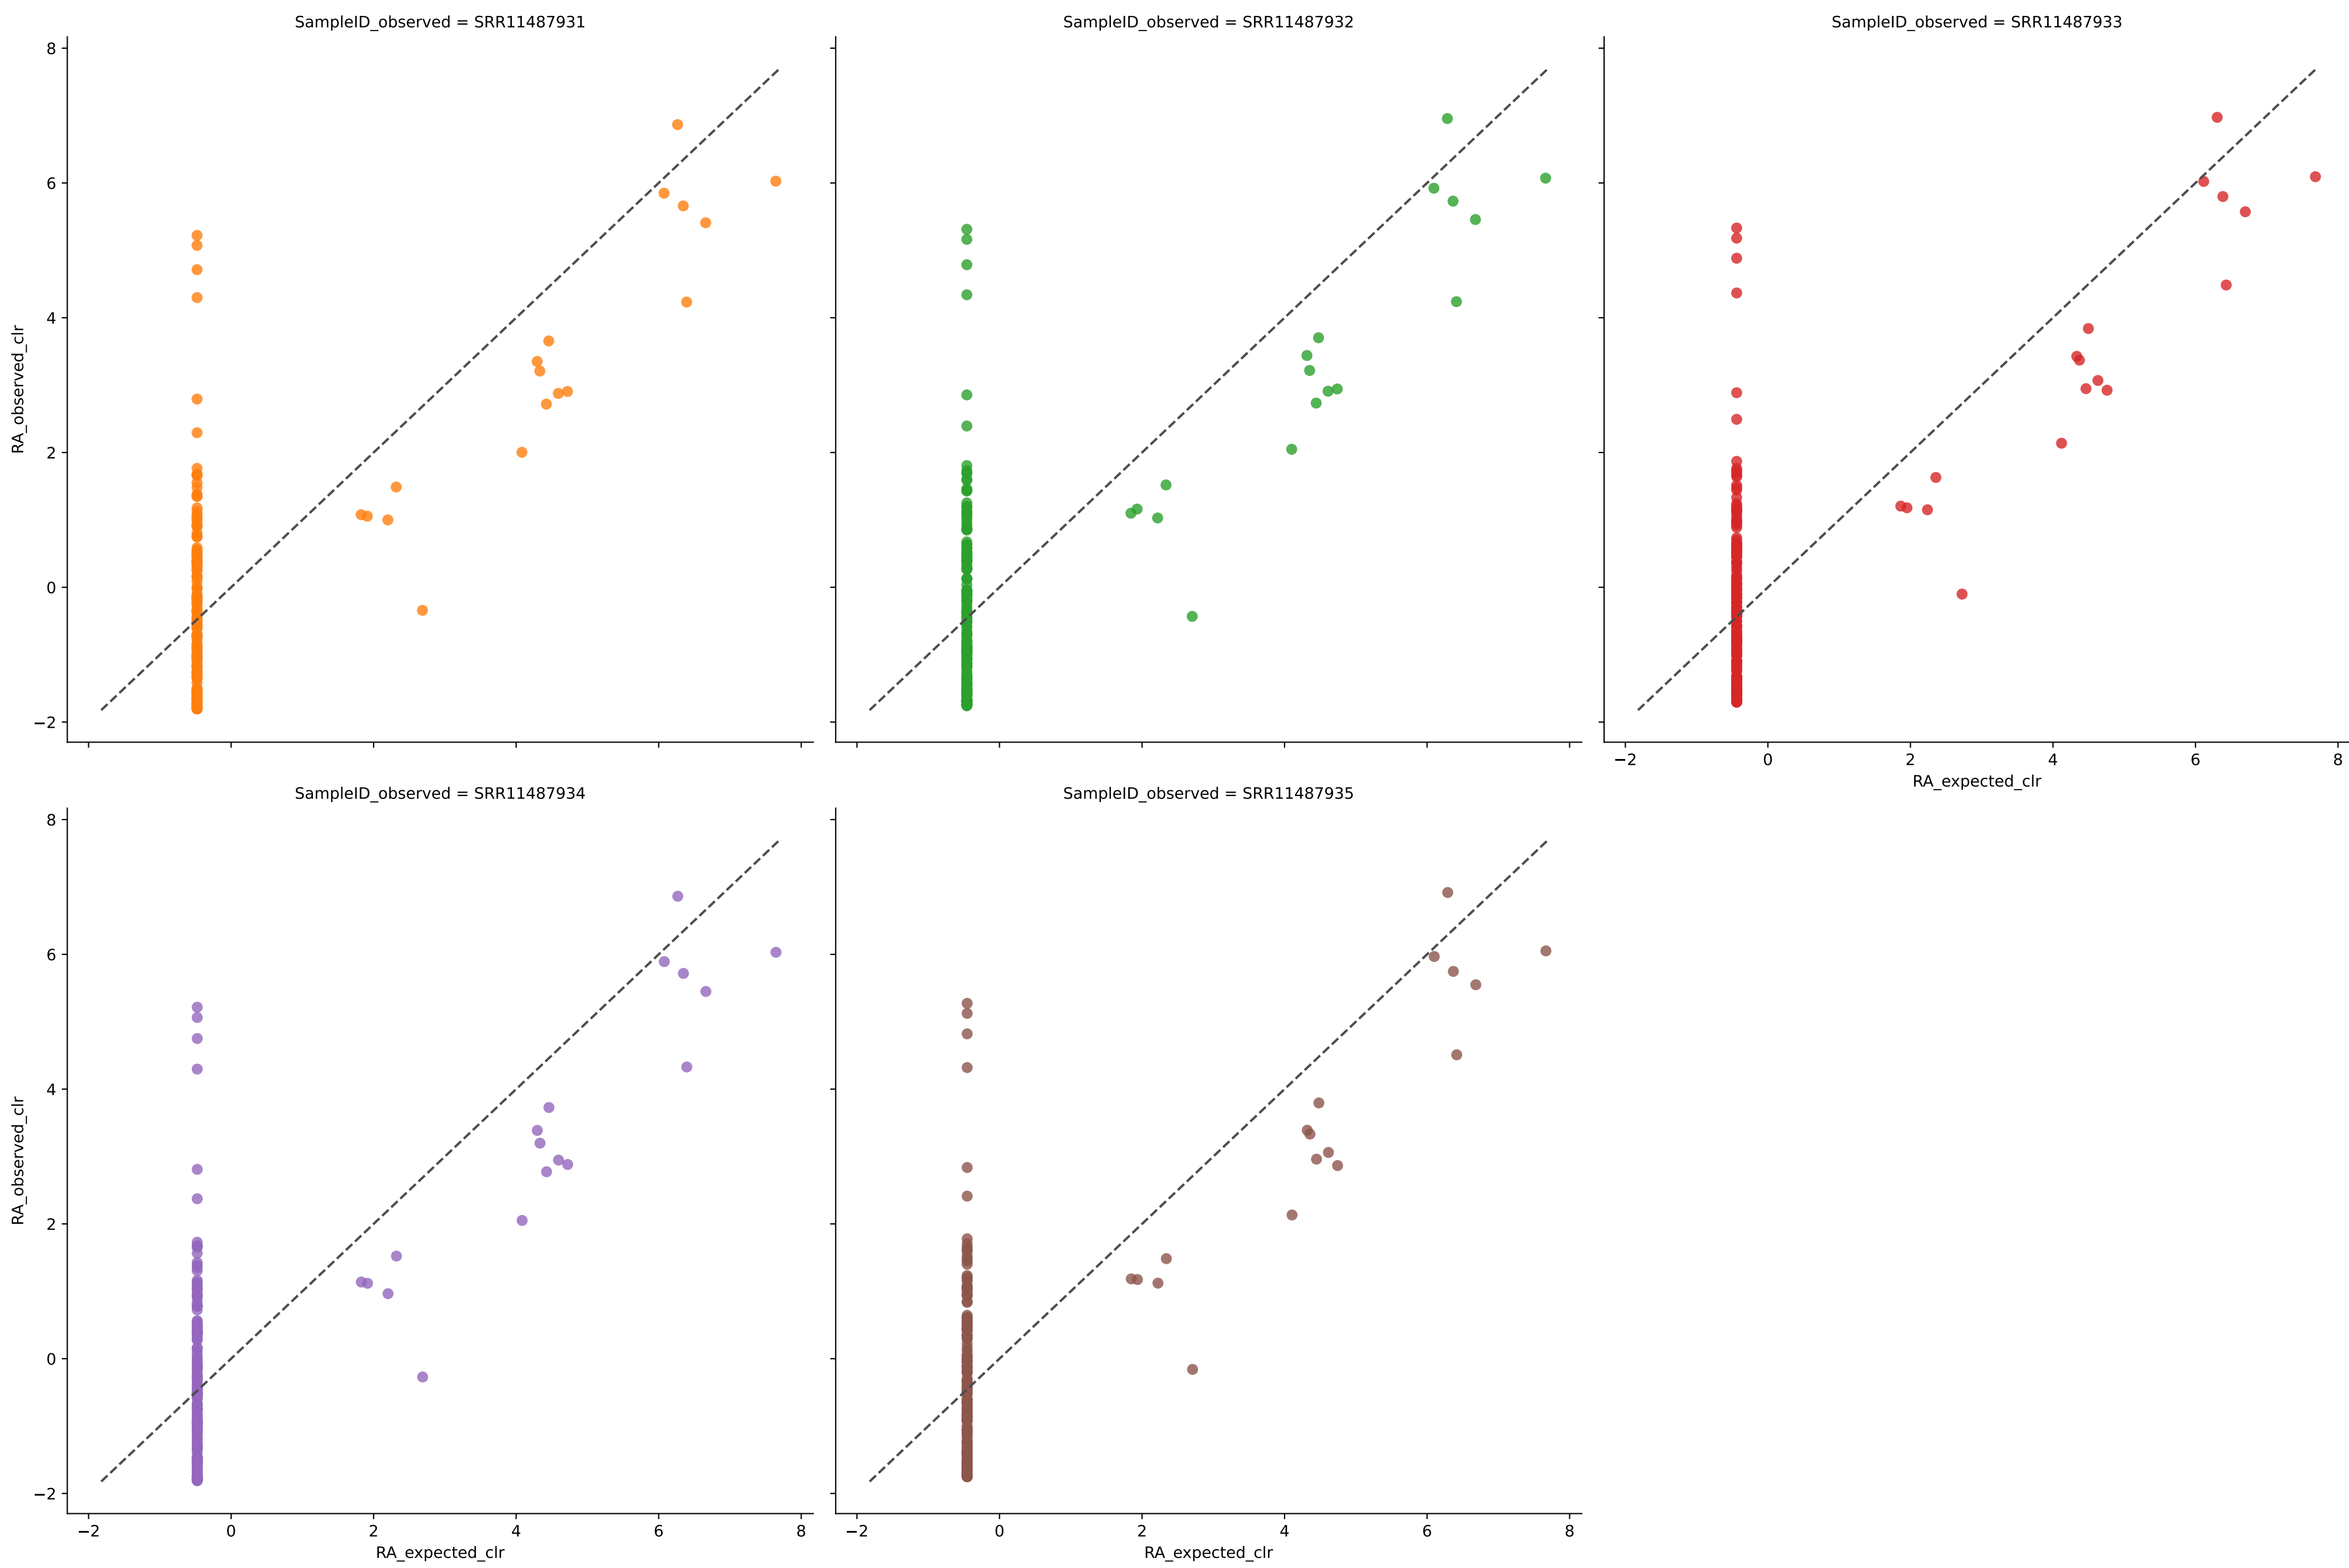 SampleID_observed = SRR11487931
SampleID_observed = SRR11487932
SampleID_observed = SRR11487933
8
6
4
2
0
−2
RA_observed_clr
−2 0 2 4 6 8
RA_expected_clr
SampleID_observed = SRR11487934
SampleID_observed = SRR11487935
8
6
4
2
0
−2
RA_observed_clr
−2 0 2 4 6 8
RA_expected_clr
−2 0 2 4 6 8
RA_expected_clr